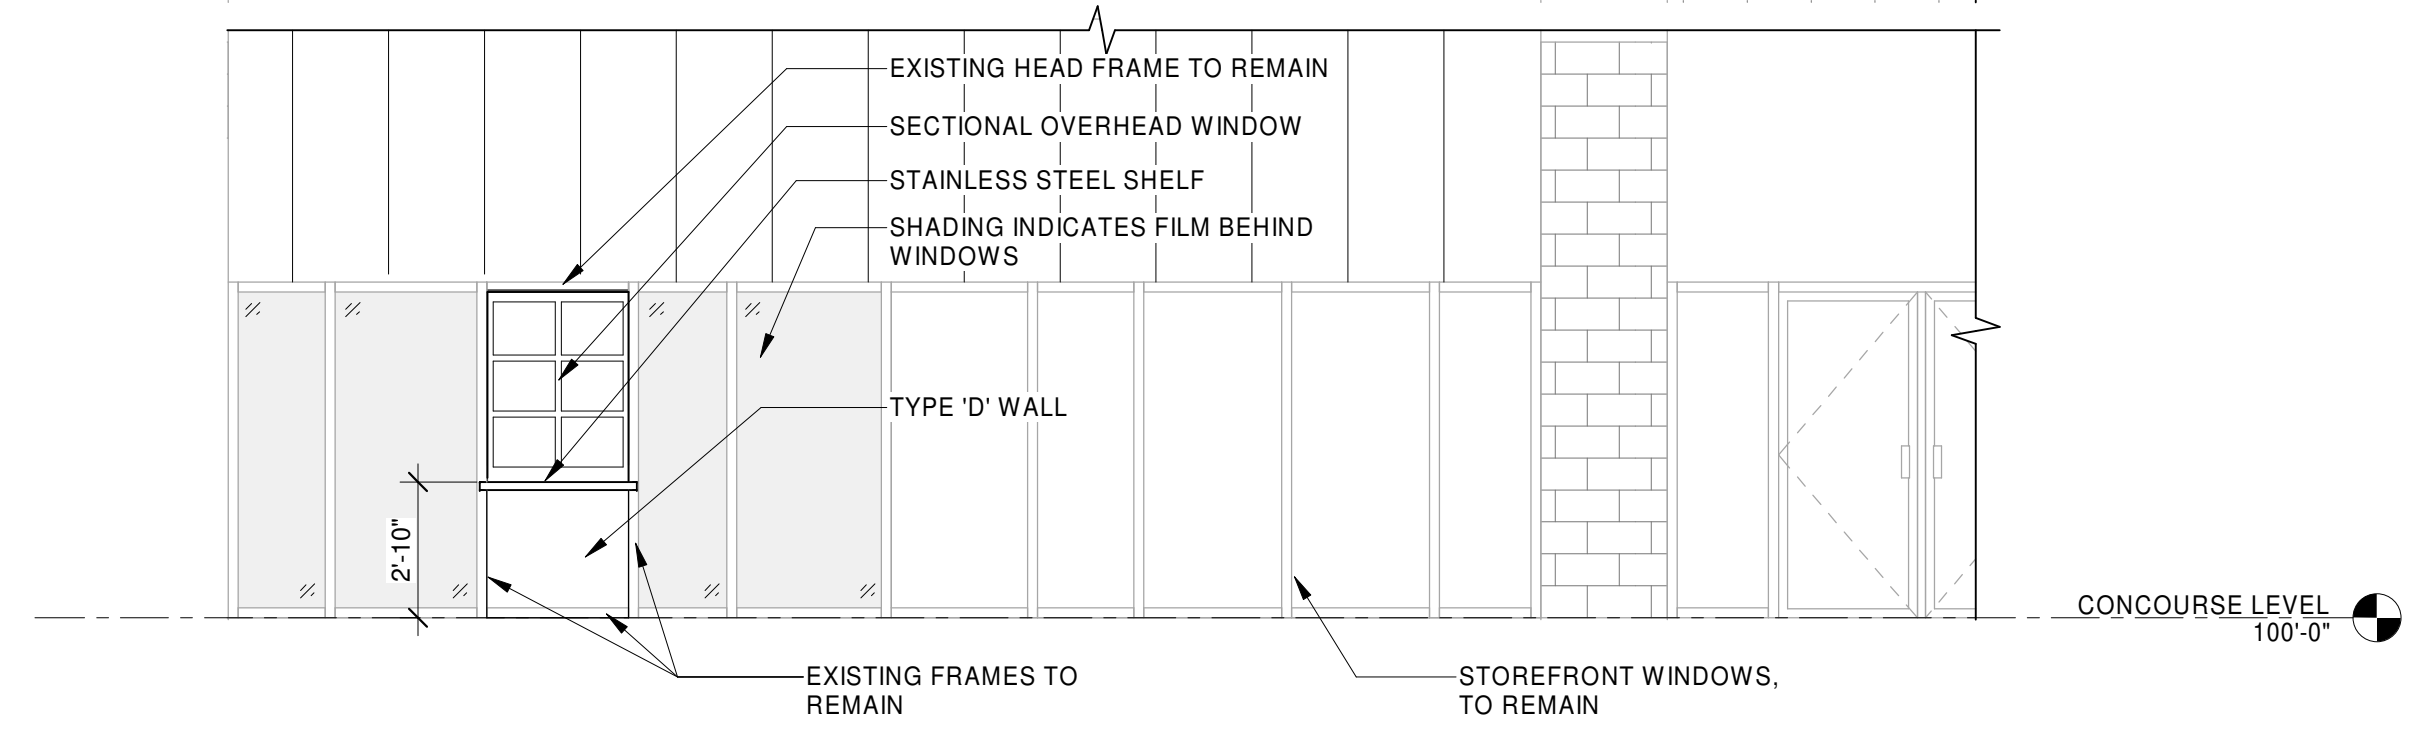 EXISTING HEAD FRAME TO REMAIN
SECTIONAL OVERHEAD WINDOW
STAINLESS STEEL SHELF
SHADING INDICATES FILM BEHIND
WINDOWS
TYPE 'D' WALL
2'-10"
CONCOURSE LEVEL
100'-0"
EXISTING FRAMES TO
REMAIN
STOREFRONT WINDOWS,
TO REMAIN